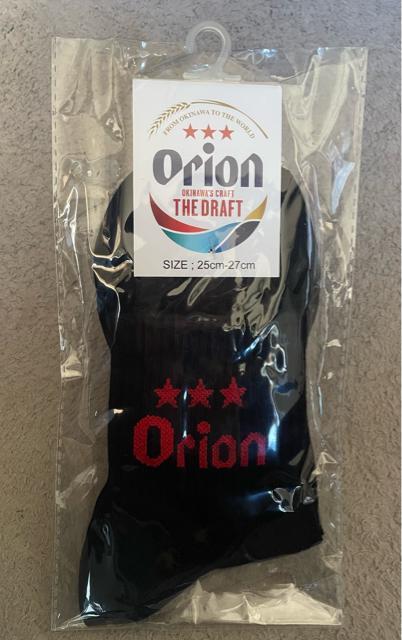 FROM OKINAWA TO THE WORLD
Orion
OKINAWA'S CRAFT
THE DRAFT
SIZE ; 25cm-27cm
Orion